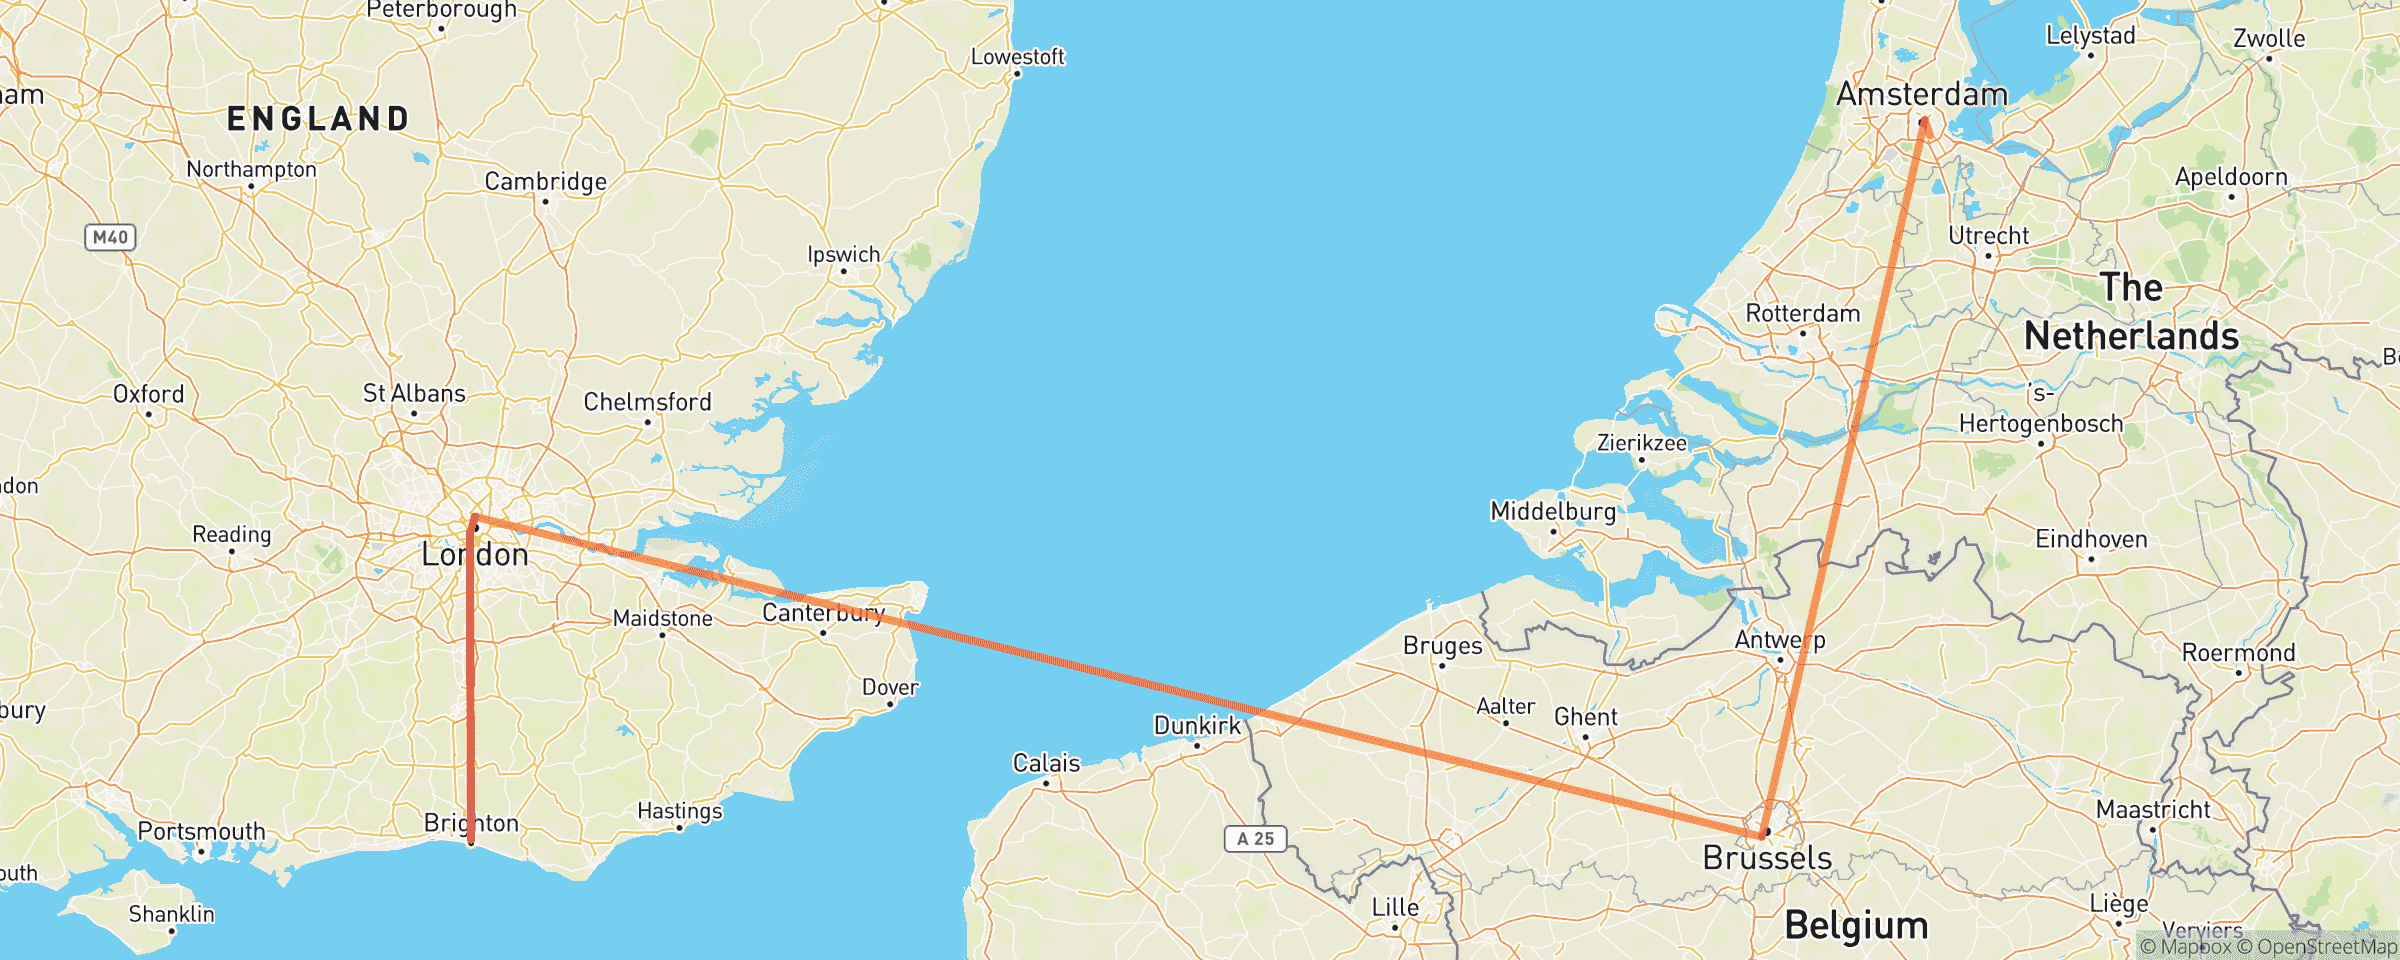 Peterborough
Lowestoft
Lelystad
Zwolle
am
Amsterdam
ENGLAND
Northampton
Cambridge
Apeldoorn
M40
Utrecht
Ipswich
The
Netherlands
Rotterdam
Oxford
St Albans
Chelmsford
's-
Hertogenbosch
Zierikzee
don
Middelburg
Reading
London
Eindhoven
Maidstone
Canterbury
Bruges
Antwerp
Roermond
Dover
bury
Aalter
Ghent
Dunkirk
Calais
Hastings
Maastricht
Portsmouth
Brighton
A 25
Brussels
outh
Shanklin
Lille
Liège
Belgium
Verviers
© Mapbox © OpenStreetMap